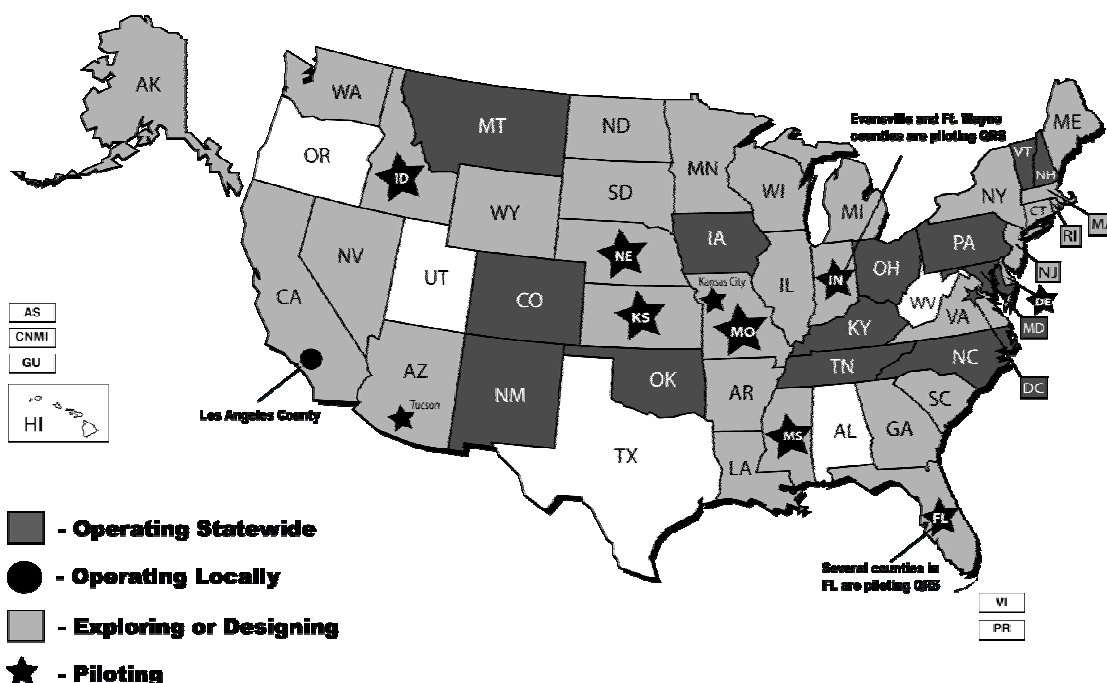 AK
WA
MT
ND
MN
ME
VT
NH
Evansville and Ft. Wayne
counties are piloting QRS
OR
ID
SD
WI
MI
NY
CT
RI
WY
NE
IA
PA
NJ
NV
UT
CO
Kansas City
IL
IN
OH
WV
VA
DE
MD
CA
KS
MO
KY
AS
CNMI
GU
HI
AZ
Tucson
NM
OK
AR
TN
NC
DC
SC
Los Angeles County
TX
LA
MS
AL
GA
FL
- Operating Statewide
- Operating Locally
- Exploring or Designing
- Piloting
Several counties in
FL are piloting QRS
VI
PR